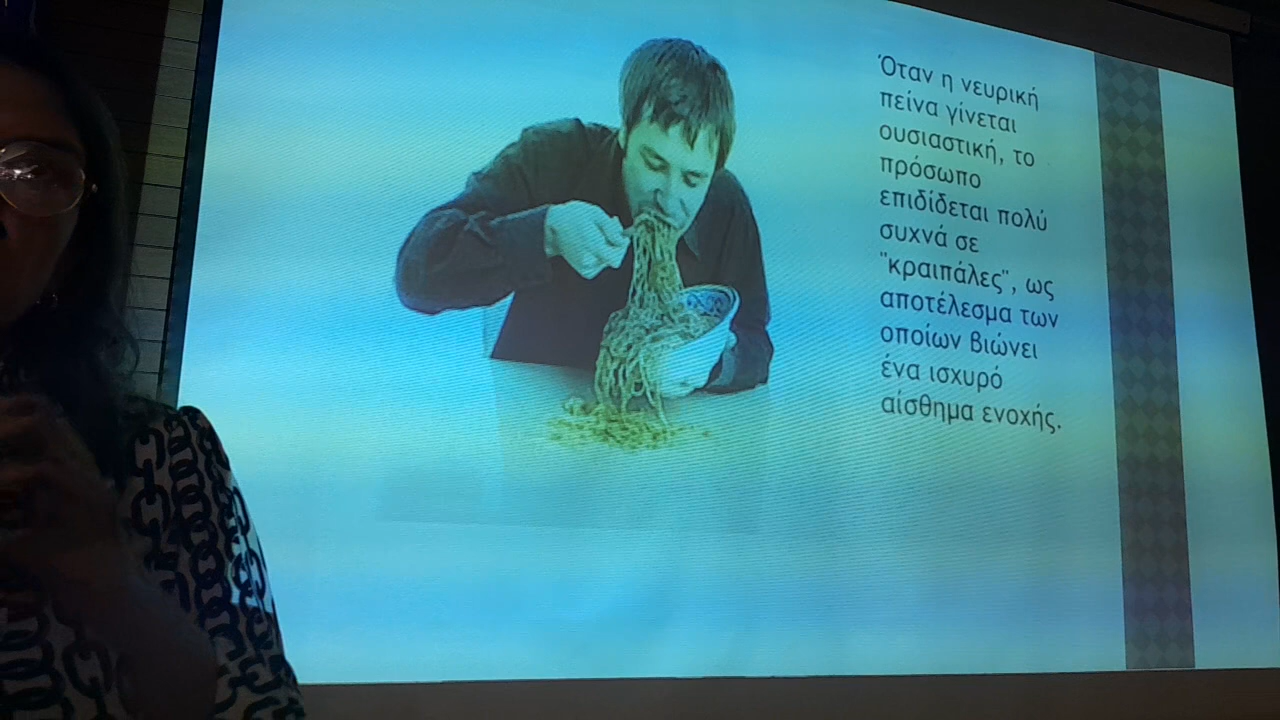 Όταν η νευρική
πείνα γίνεται
ουσιαστική, το
πρόσωπο
επιδίδεται πολύ
συχνά σε
"κραιπάλες", ως
αποτέλεσμα των
οποίων βιώνει
ένα ισχυρό
αίσθημα ενοχής.